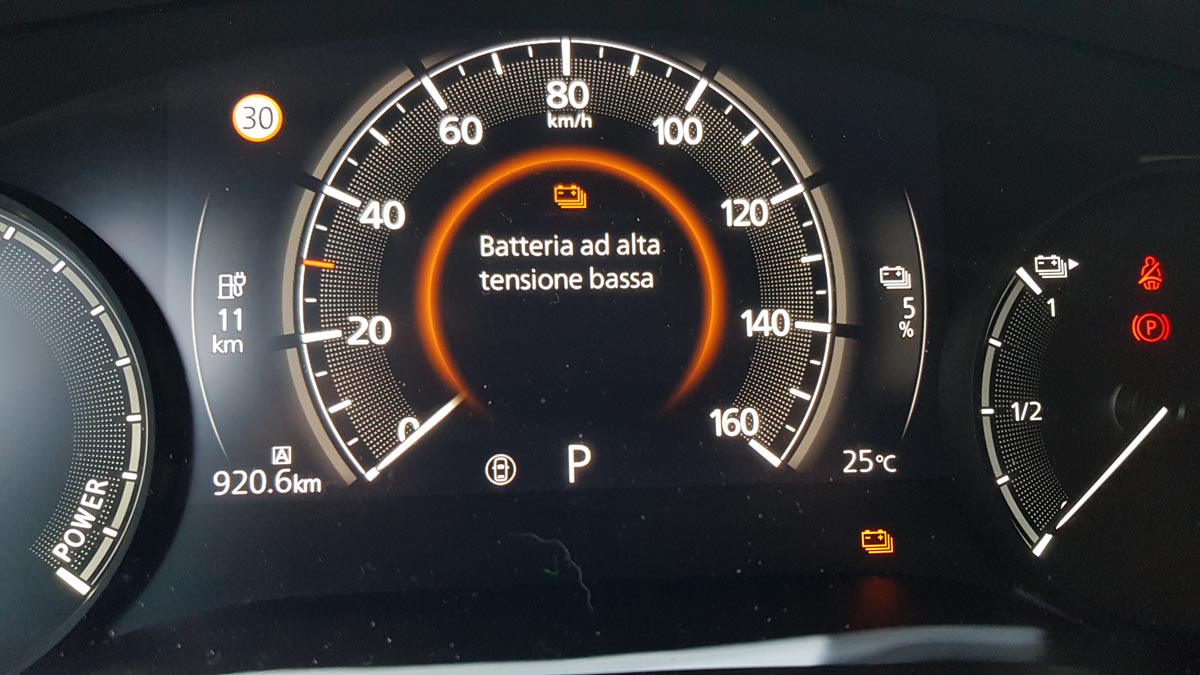 30
80
km/h
60
100
40
120
Batteria ad alta
tensione bassa
11
km
5
%
20
140
0
160
P
A
920.6km
25°C
POWER
1
1/2
P